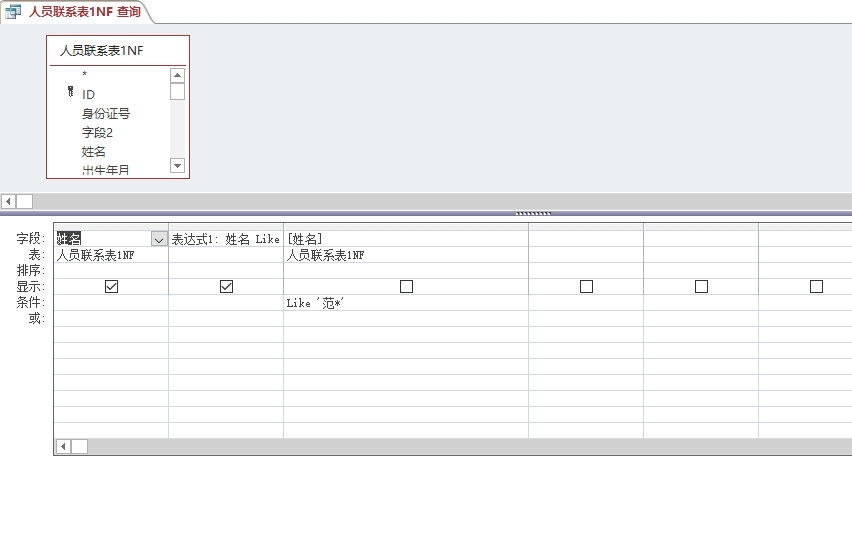 人员联系表1NF 查询
人员联系表1NF
*
ID
身份证号
字段2
姓名
出生年月
字段: 姓名 表达式1: 姓名 Like [姓名]
表: 人员联系表1NF 人员联系表1NF
排序:
显示:
条件: Like '范*'
或: